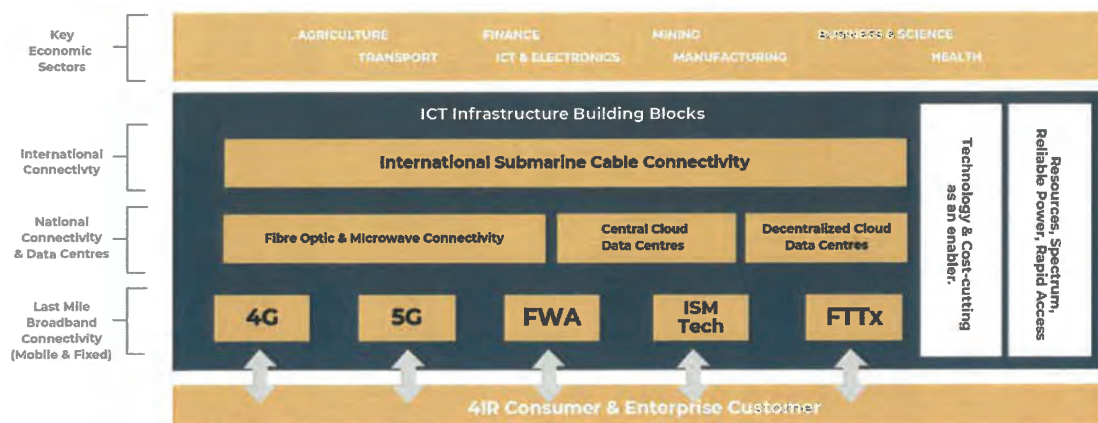 Key
Economic
Sectors
AGRICULTURE
FINANCE
MINING
BUSINESS & SCIENCE
TRANSPORT
ICT & ELECTRONICS
MANUFACTURING
HEALTH
ICT Infrastructure Building Blocks
International
Connectivty
International Submarine Cable Connectivity
National
Connectivity
& Data Centres
Fibre Optic & Microwave Connectivity
Central Cloud
Data Centres
Decentralized Cloud
Data Centres
Last Mile
Broadband
Connectivity
(Mobile & Fixed)
4G
5G
FWA
ISM
Tech
FTTx
Technology & Cost-cutting
as an enabler.
Resources, Spectrum,
Reliable Power, Rapid Access
4IR Consumer & Enterprise Customer